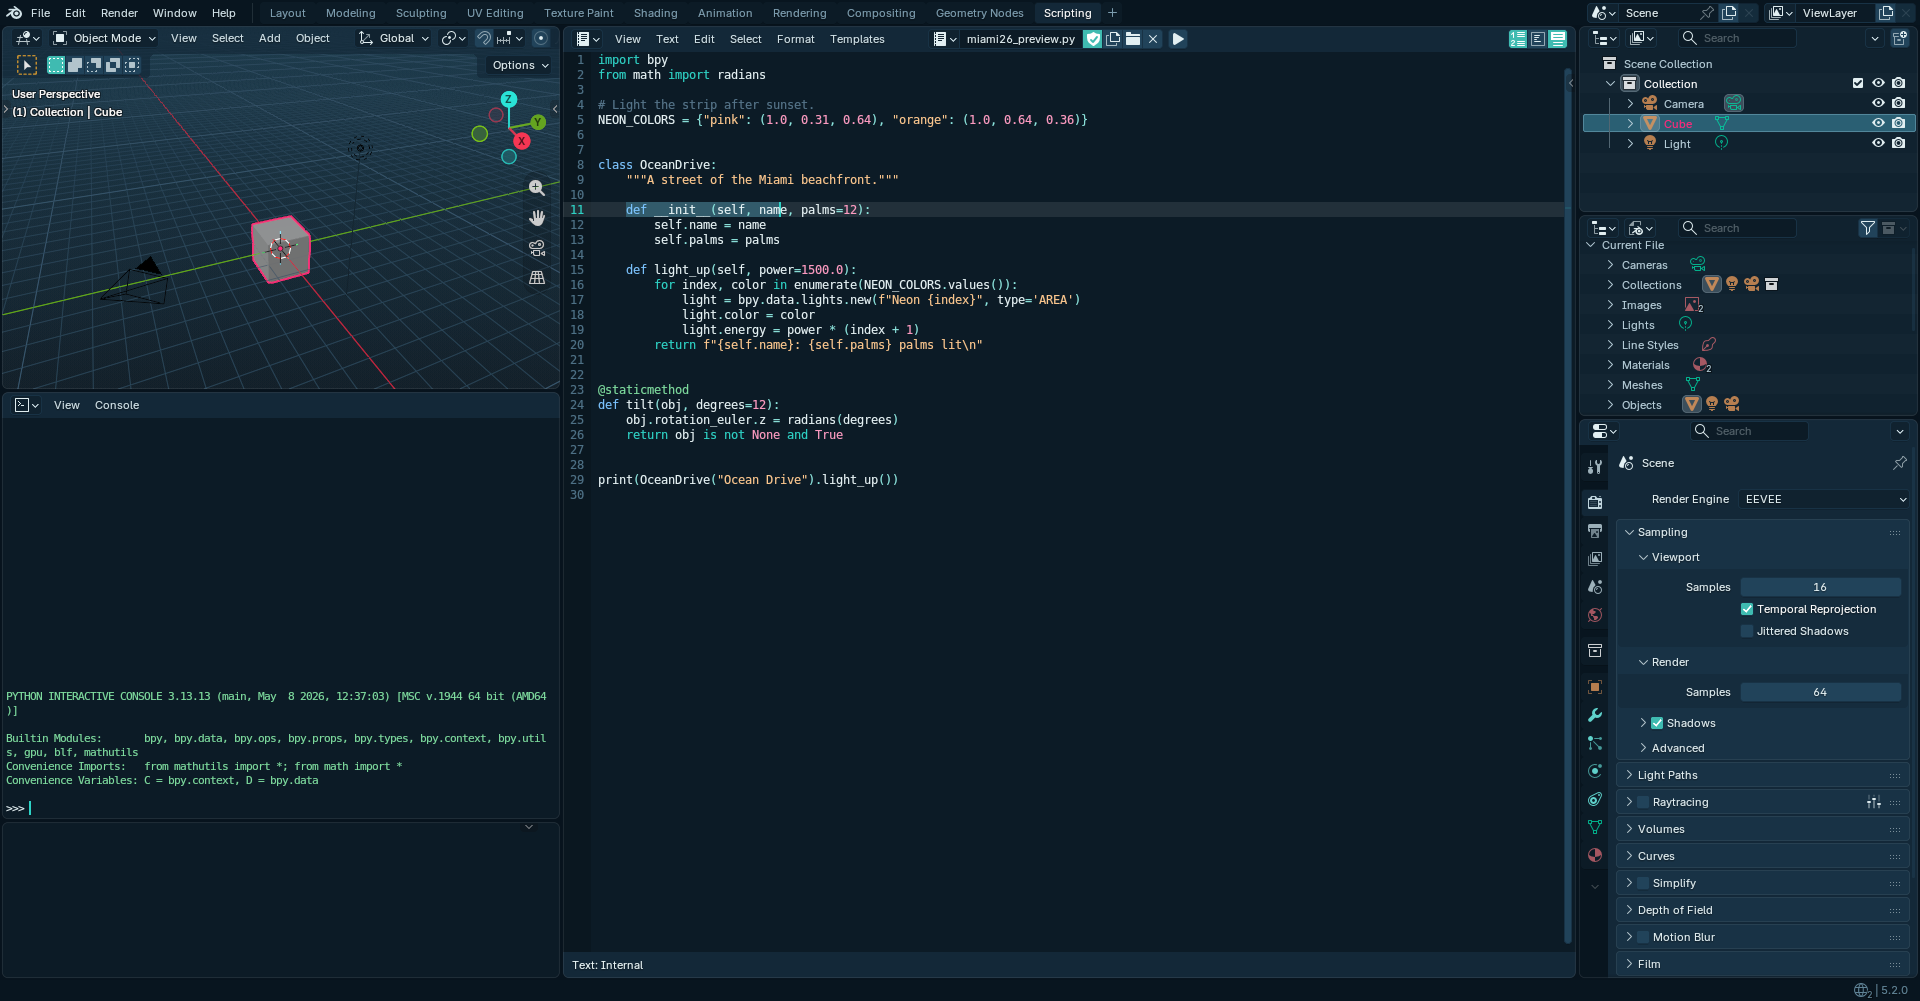 File Edit Render Window Help Layout Modeling Sculpting UV Editing Texture Paint Shading Animation Rendering Compositing Geometry Nodes Scripting + Scene ViewLayer
Object Mode View Select Add Object Global
Options
User Perspective
(1) Collection | Cube
Z
Y
X
View Console
PYTHON INTERACTIVE CONSOLE 3.13.13 (main, May  8 2026, 12:37:03) [MSC v.1944 64 bit (AMD64
)]
Builtin Modules:       bpy, bpy.data, bpy.ops, bpy.props, bpy.types, bpy.context, bpy.util
s, gpu, blf, mathutils
Convenience Imports:   from mathutils import *; from math import *
Convenience Variables: C = bpy.context, D = bpy.data
>>>
View Text Edit Select Format Templates miami26_preview.py
1 import bpy
2 from math import radians
3
4 # Light the strip after sunset.
5 NEON_COLORS = {"pink": (1.0, 0.31, 0.64), "orange": (1.0, 0.64, 0.36)}
6
7
8 class OceanDrive:
9     """A street of the Miami beachfront."""
10
11     def __init__(self, name, palms=12):
12         self.name = name
13         self.palms = palms
14
15     def light_up(self, power=1500.0):
16         for index, color in enumerate(NEON_COLORS.values()):
17             light = bpy.data.lights.new(f"Neon {index}", type='AREA')
18             light.color = color
19             light.energy = power * (index + 1)
20         return f"{self.name}: {self.palms} palms lit\n"
21
22
23 @staticmethod
24 def tilt(obj, degrees=12):
25     obj.rotation_euler.z = radians(degrees)
26     return obj is not None and True
27
28
29 print(OceanDrive("Ocean Drive").light_up())
30
Text: Internal
Search
Scene Collection
Collection
Camera
Cube
Light
Search
Current File
Cameras
Collections
Images 2
Lights
Line Styles
Materials 2
Meshes
Objects
Search
Scene
Render Engine EEVEE
Sampling
Viewport
Samples 16
Temporal Reprojection
Jittered Shadows
Render
Samples 64
Shadows
Advanced
Light Paths
Raytracing
Volumes
Curves
Simplify
Depth of Field
Motion Blur
Film
2 | 5.2.0